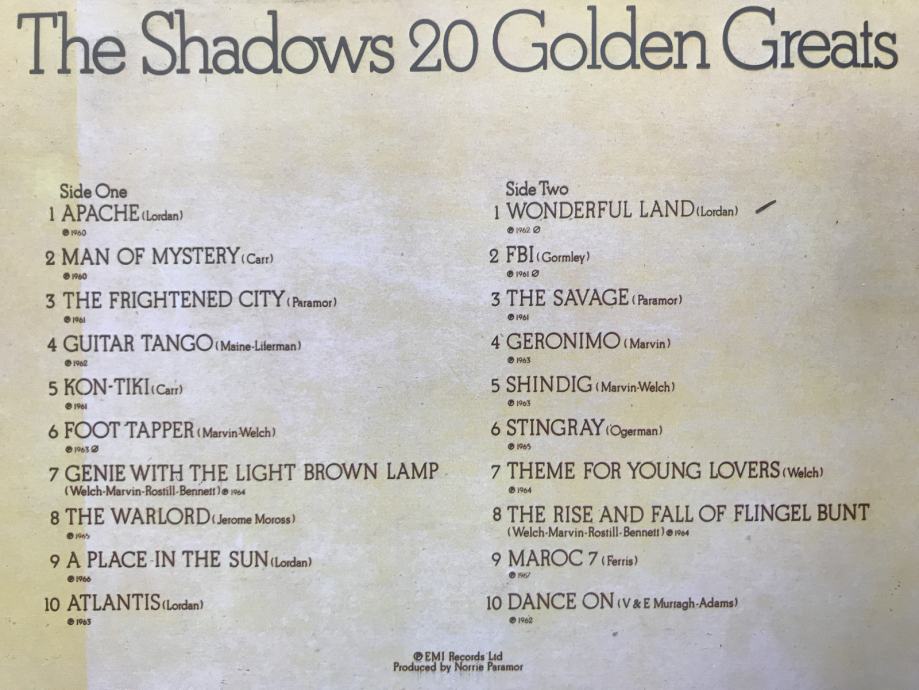 The Shadows 20 Golden Greats
Side One
1 APACHE (Lordan)
℗ 1960
2 MAN OF MYSTERY (Carr)
℗ 1960
3 THE FRIGHTENED CITY (Paramor)
℗ 1961
4 GUITAR TANGO (Maine-Liferman)
℗ 1962
5 KON-TIKI (Carr)
℗ 1961
6 FOOT TAPPER (Marvin-Welch)
℗ 1963 ∅
7 GENIE WITH THE LIGHT BROWN LAMP
(Welch-Marvin-Rostill-Bennett) ℗ 1964
8 THE WARLORD (Jerome Moross)
℗ 1965
9 A PLACE IN THE SUN (Lordan)
℗ 1966
10 ATLANTIS (Lordan)
℗ 1963
Side Two
1 WONDERFUL LAND (Lordan)
℗ 1962 ∅
2 FBI (Gormley)
℗ 1961 ∅
3 THE SAVAGE (Paramor)
℗ 1961
4 GERONIMO (Marvin)
℗ 1963
5 SHINDIG (Marvin-Welch)
℗ 1963
6 STINGRAY (Ogerman)
℗ 1965
7 THEME FOR YOUNG LOVERS (Welch)
℗ 1964
8 THE RISE AND FALL OF FLINGEL BUNT
(Welch-Marvin-Rostill-Bennett) ℗ 1964
9 MAROC 7 (Ferris)
℗ 1967
10 DANCE ON (V & E Murtagh-Adams)
℗ 1962
℗ EMI Records Ltd
Produced by Norrie Paramor